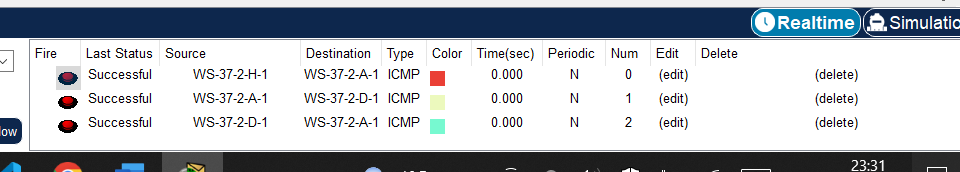 Realtime Simulatio
Fire Last Status Source Destination Type Color Time(sec) Periodic Num Edit Delete
Successful WS-37-2-H-1 WS-37-2-A-1 ICMP 0.000 N 0 (edit) (delete)
Successful WS-37-2-A-1 WS-37-2-D-1 ICMP 0.000 N 1 (edit) (delete)
Successful WS-37-2-D-1 WS-37-2-A-1 ICMP 0.000 N 2 (edit) (delete)
low
23:31